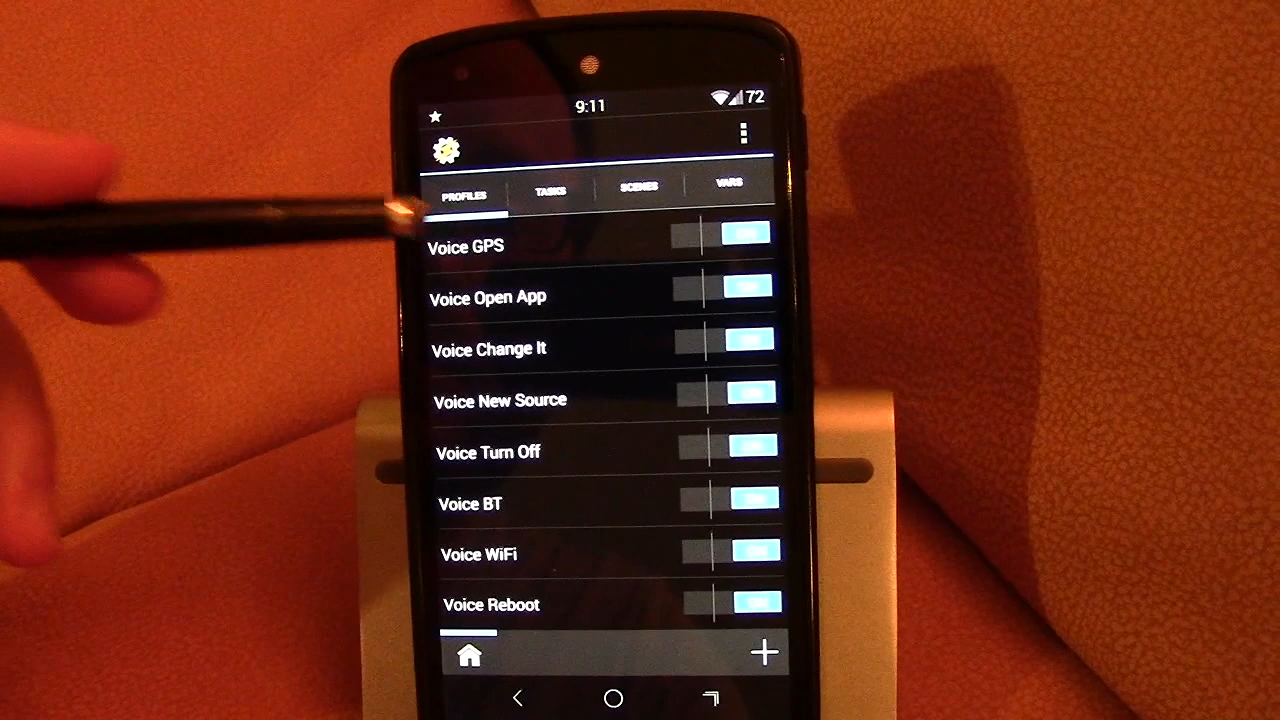 9:11 72
PROFILES TASKS SCENES VARS
Voice GPS
Voice Open App
Voice Change It
Voice New Source
Voice Turn Off
Voice BT
Voice WiFi ON
Voice Reboot